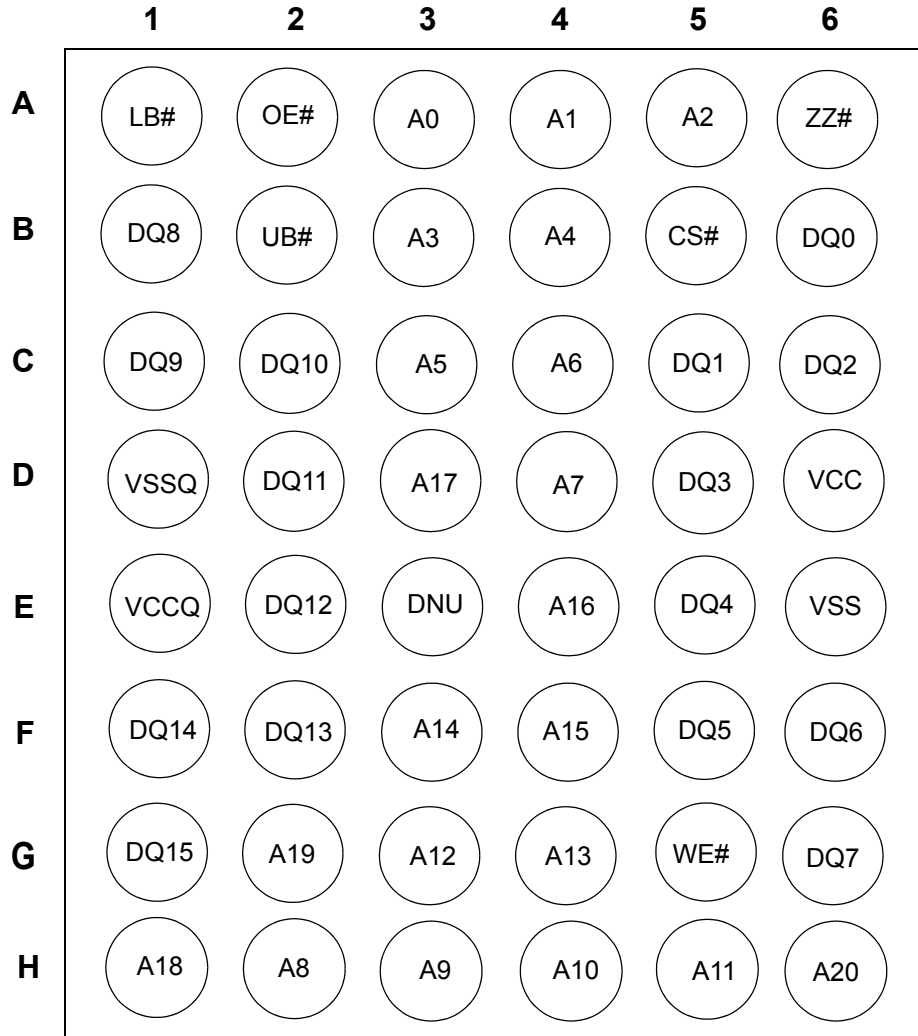 1 2 3 4 5 6
A LB# OE# A0 A1 A2 ZZ#
B DQ8 UB# A3 A4 CS# DQ0
C DQ9 DQ10 A5 A6 DQ1 DQ2
D VSSQ DQ11 A17 A7 DQ3 VCC
E VCCQ DQ12 DNU A16 DQ4 VSS
F DQ14 DQ13 A14 A15 DQ5 DQ6
G DQ15 A19 A12 A13 WE# DQ7
H A18 A8 A9 A10 A11 A20